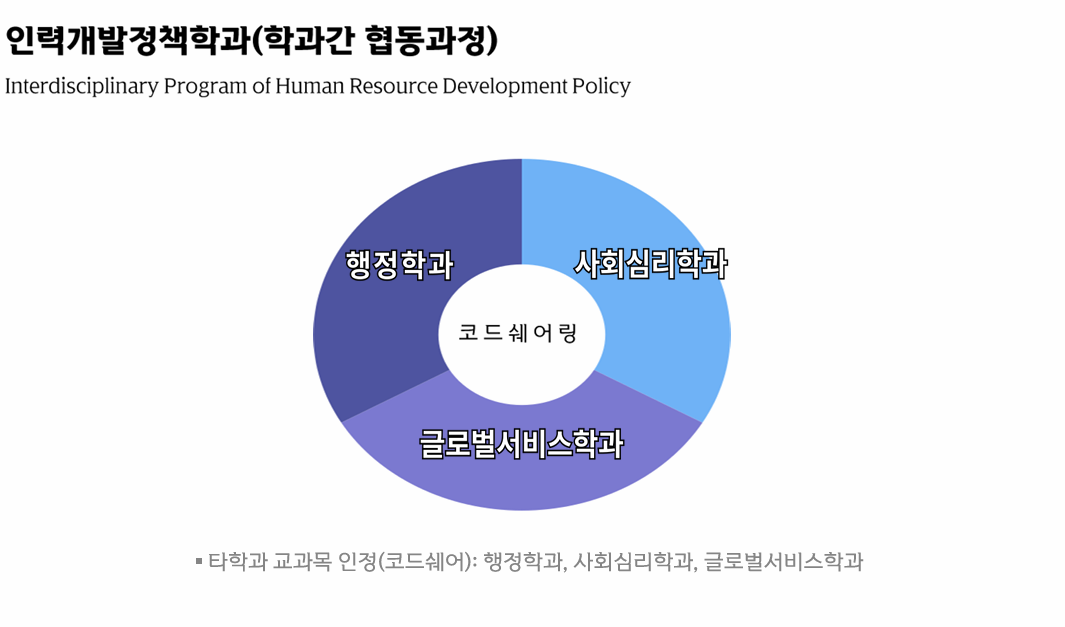 인력개발정책학과(학과간 협동과정)
Interdisciplinary Program of Human Resource Development Policy
행정학과
사회심리학과
코드쉐어링
글로벌서비스학과
▪ 타학과 교과목 인정(코드쉐어): 행정학과, 사회심리학과, 글로벌서비스학과